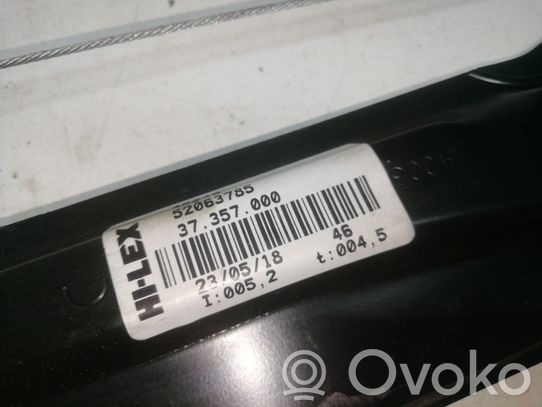 HI-LEX
52063785
37.357.000
23/05/18 46
I:005,2 t:004,5
Ovoko